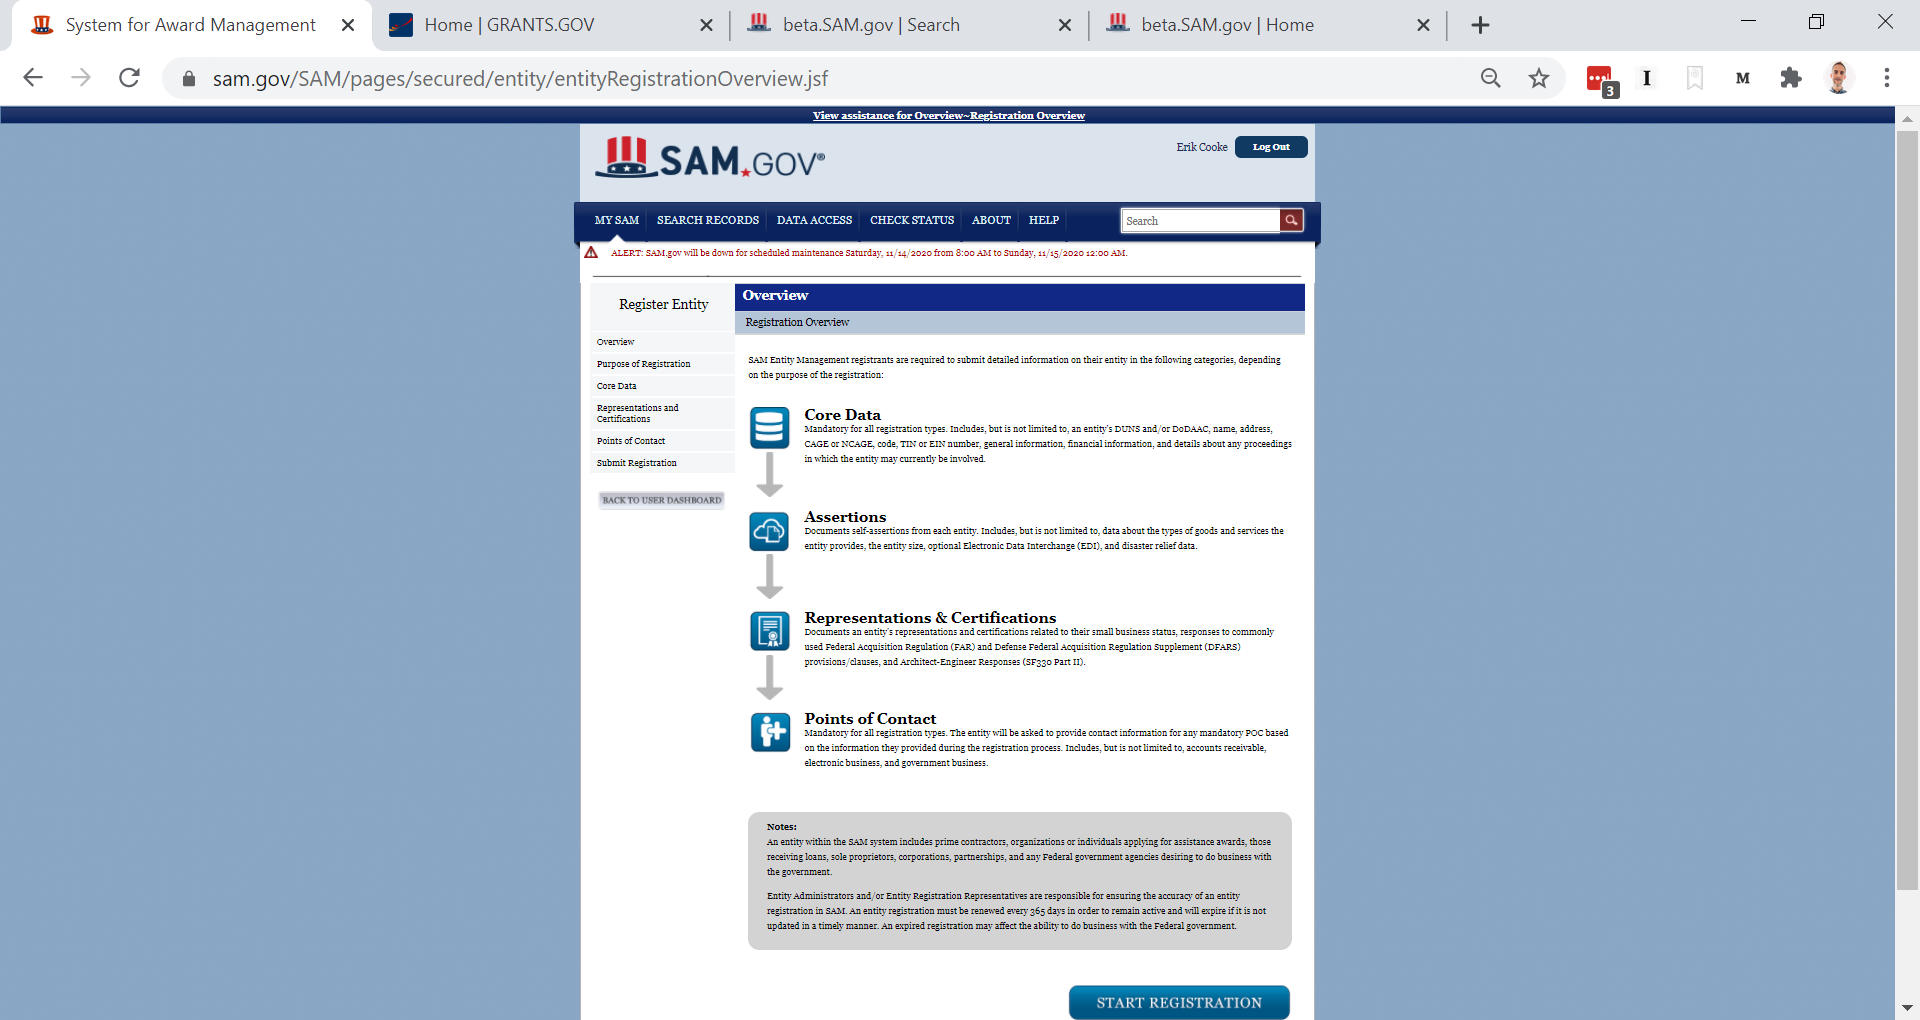 System for Award Management
Home | GRANTS.GOV
beta.SAM.gov | Search
beta.SAM.gov | Home
sam.gov/SAM/pages/secured/entity/entityRegistrationOverview.jsf
3
I
M
View assistance for Overview~Registration Overview
SAM.GOV®
Erik Cooke
Log Out
MY SAM
SEARCH RECORDS
DATA ACCESS
CHECK STATUS
ABOUT
HELP
Search
ALERT: SAM.gov will be down for scheduled maintenance Saturday, 11/14/2020 from 8:00 AM to Sunday, 11/15/2020 12:00 AM.
Register Entity
Overview
Purpose of Registration
Core Data
Representations and
Certifications
Points of Contact
Submit Registration
BACK TO USER DASHBOARD
Overview
Registration Overview
SAM Entity Management registrants are required to submit detailed information on their entity in the following categories, depending
on the purpose of the registration:
Core Data
Mandatory for all registration types. Includes, but is not limited to, an entity's DUNS and/or DoDAAC, name, address,
CAGE or NCAGE, code, TIN or EIN number, general information, financial information, and details about any proceedings
in which the entity may currently be involved.
Assertions
Documents self-assertions from each entity. Includes, but is not limited to, data about the types of goods and services the
entity provides, the entity size, optional Electronic Data Interchange (EDI), and disaster relief data.
Representations & Certifications
Documents an entity's representations and certifications related to their small business status, responses to commonly
used Federal Acquisition Regulation (FAR) and Defense Federal Acquisition Regulation Supplement (DFARS)
provisions/clauses, and Architect-Engineer Responses (SF330 Part II).
Points of Contact
Mandatory for all registration types. The entity will be asked to provide contact information for any mandatory POC based
on the information they provided during the registration process. Includes, but is not limited to, accounts receivable,
electronic business, and government business.
Notes:
An entity within the SAM system includes prime contractors, organizations or individuals applying for assistance awards, those
receiving loans, sole proprietors, corporations, partnerships, and any Federal government agencies desiring to do business with
the government.
Entity Administrators and/or Entity Registration Representatives are responsible for ensuring the accuracy of an entity
registration in SAM. An entity registration must be renewed every 365 days in order to remain active and will expire if it is not
updated in a timely manner. An expired registration may affect the ability to do business with the Federal government.
START REGISTRATION